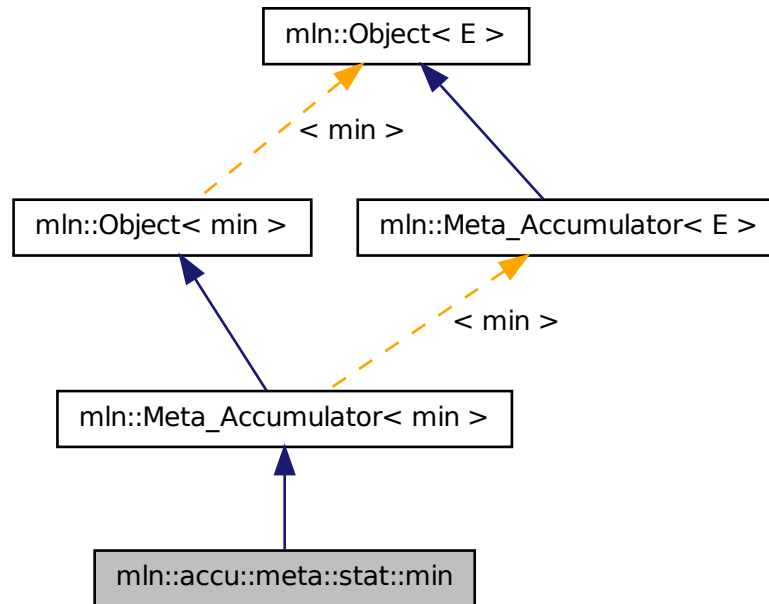 mln::Object< E >
< min >
mln::Object< min >
mln::Meta_Accumulator< E >
< min >
mln::Meta_Accumulator< min >
mln::accu::meta::stat::min